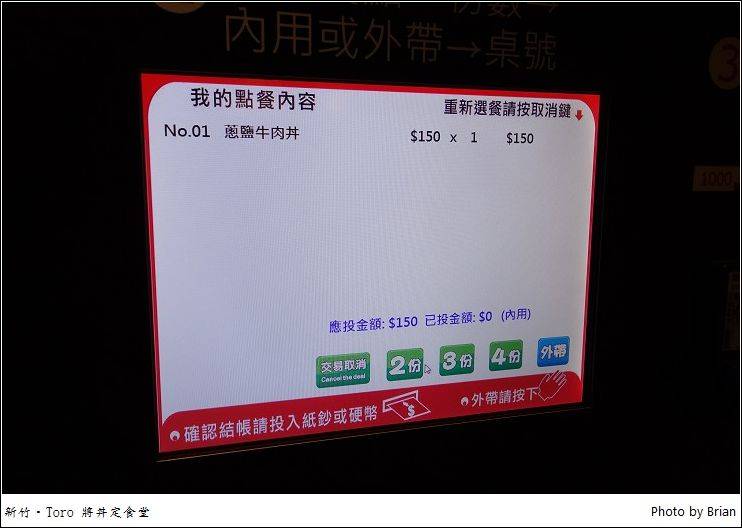 內用或外帶→桌號
3
我的點餐內容
重新選餐請按取消鍵
No.01 蔥鹽牛肉丼 $150 x 1 $150
1000
應投金額: $150 已投金額: $0 (內用)
交易取消
Cancel the deal
2份
3份
4份
外帶
確認結帳請投入紙鈔或硬幣
$
外帶請按下
新竹‧Toro 將丼定食堂
Photo by Brian